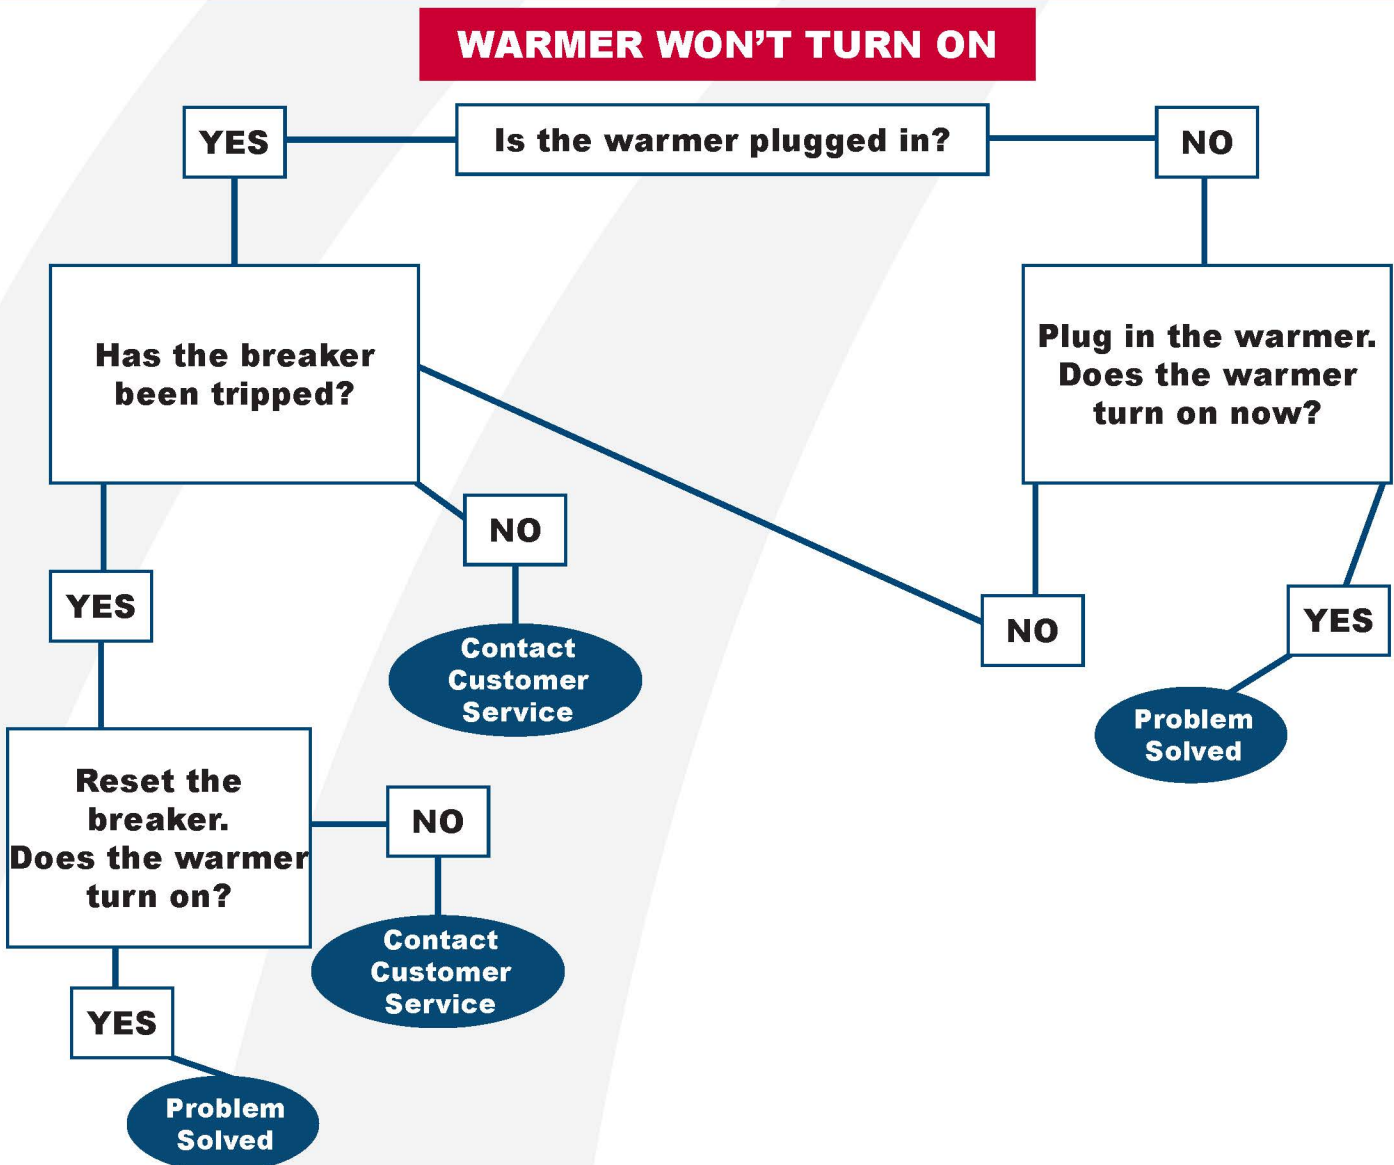 WARMER WON'T TURN ON
YES
Is the warmer plugged in?
NO
Has the breaker
been tripped?
Plug in the warmer.
Does the warmer
turn on now?
NO
YES
NO
YES
Contact
Customer
Service
Problem
Solved
Reset the
breaker.
Does the warmer
turn on?
NO
Contact
Customer
Service
YES
Problem
Solved